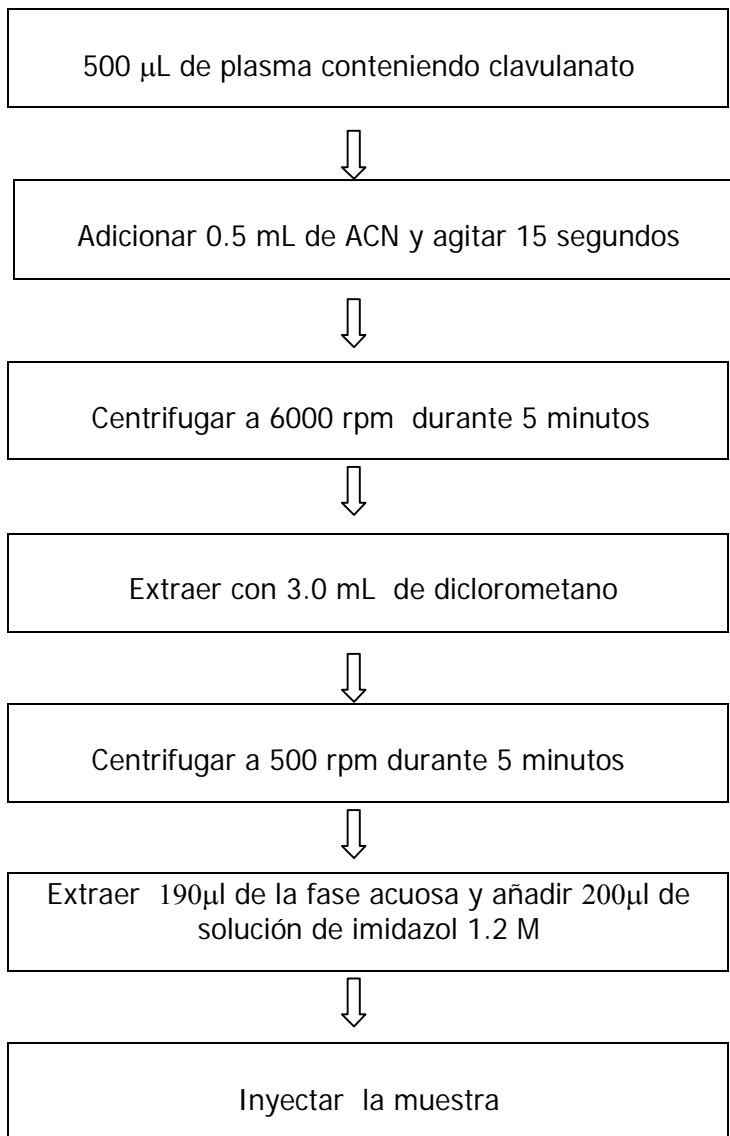 500 μL de plasma conteniendo clavulanato
Adicionar 0.5 mL de ACN y agitar 15 segundos
Centrifugar a 6000 rpm durante 5 minutos
Extraer con 3.0 mL de diclorometano
Centrifugar a 500 rpm durante 5 minutos
Extraer 190μl de la fase acuosa y añadir 200μl de
solución de imidazol 1.2 M
Inyectar la muestra